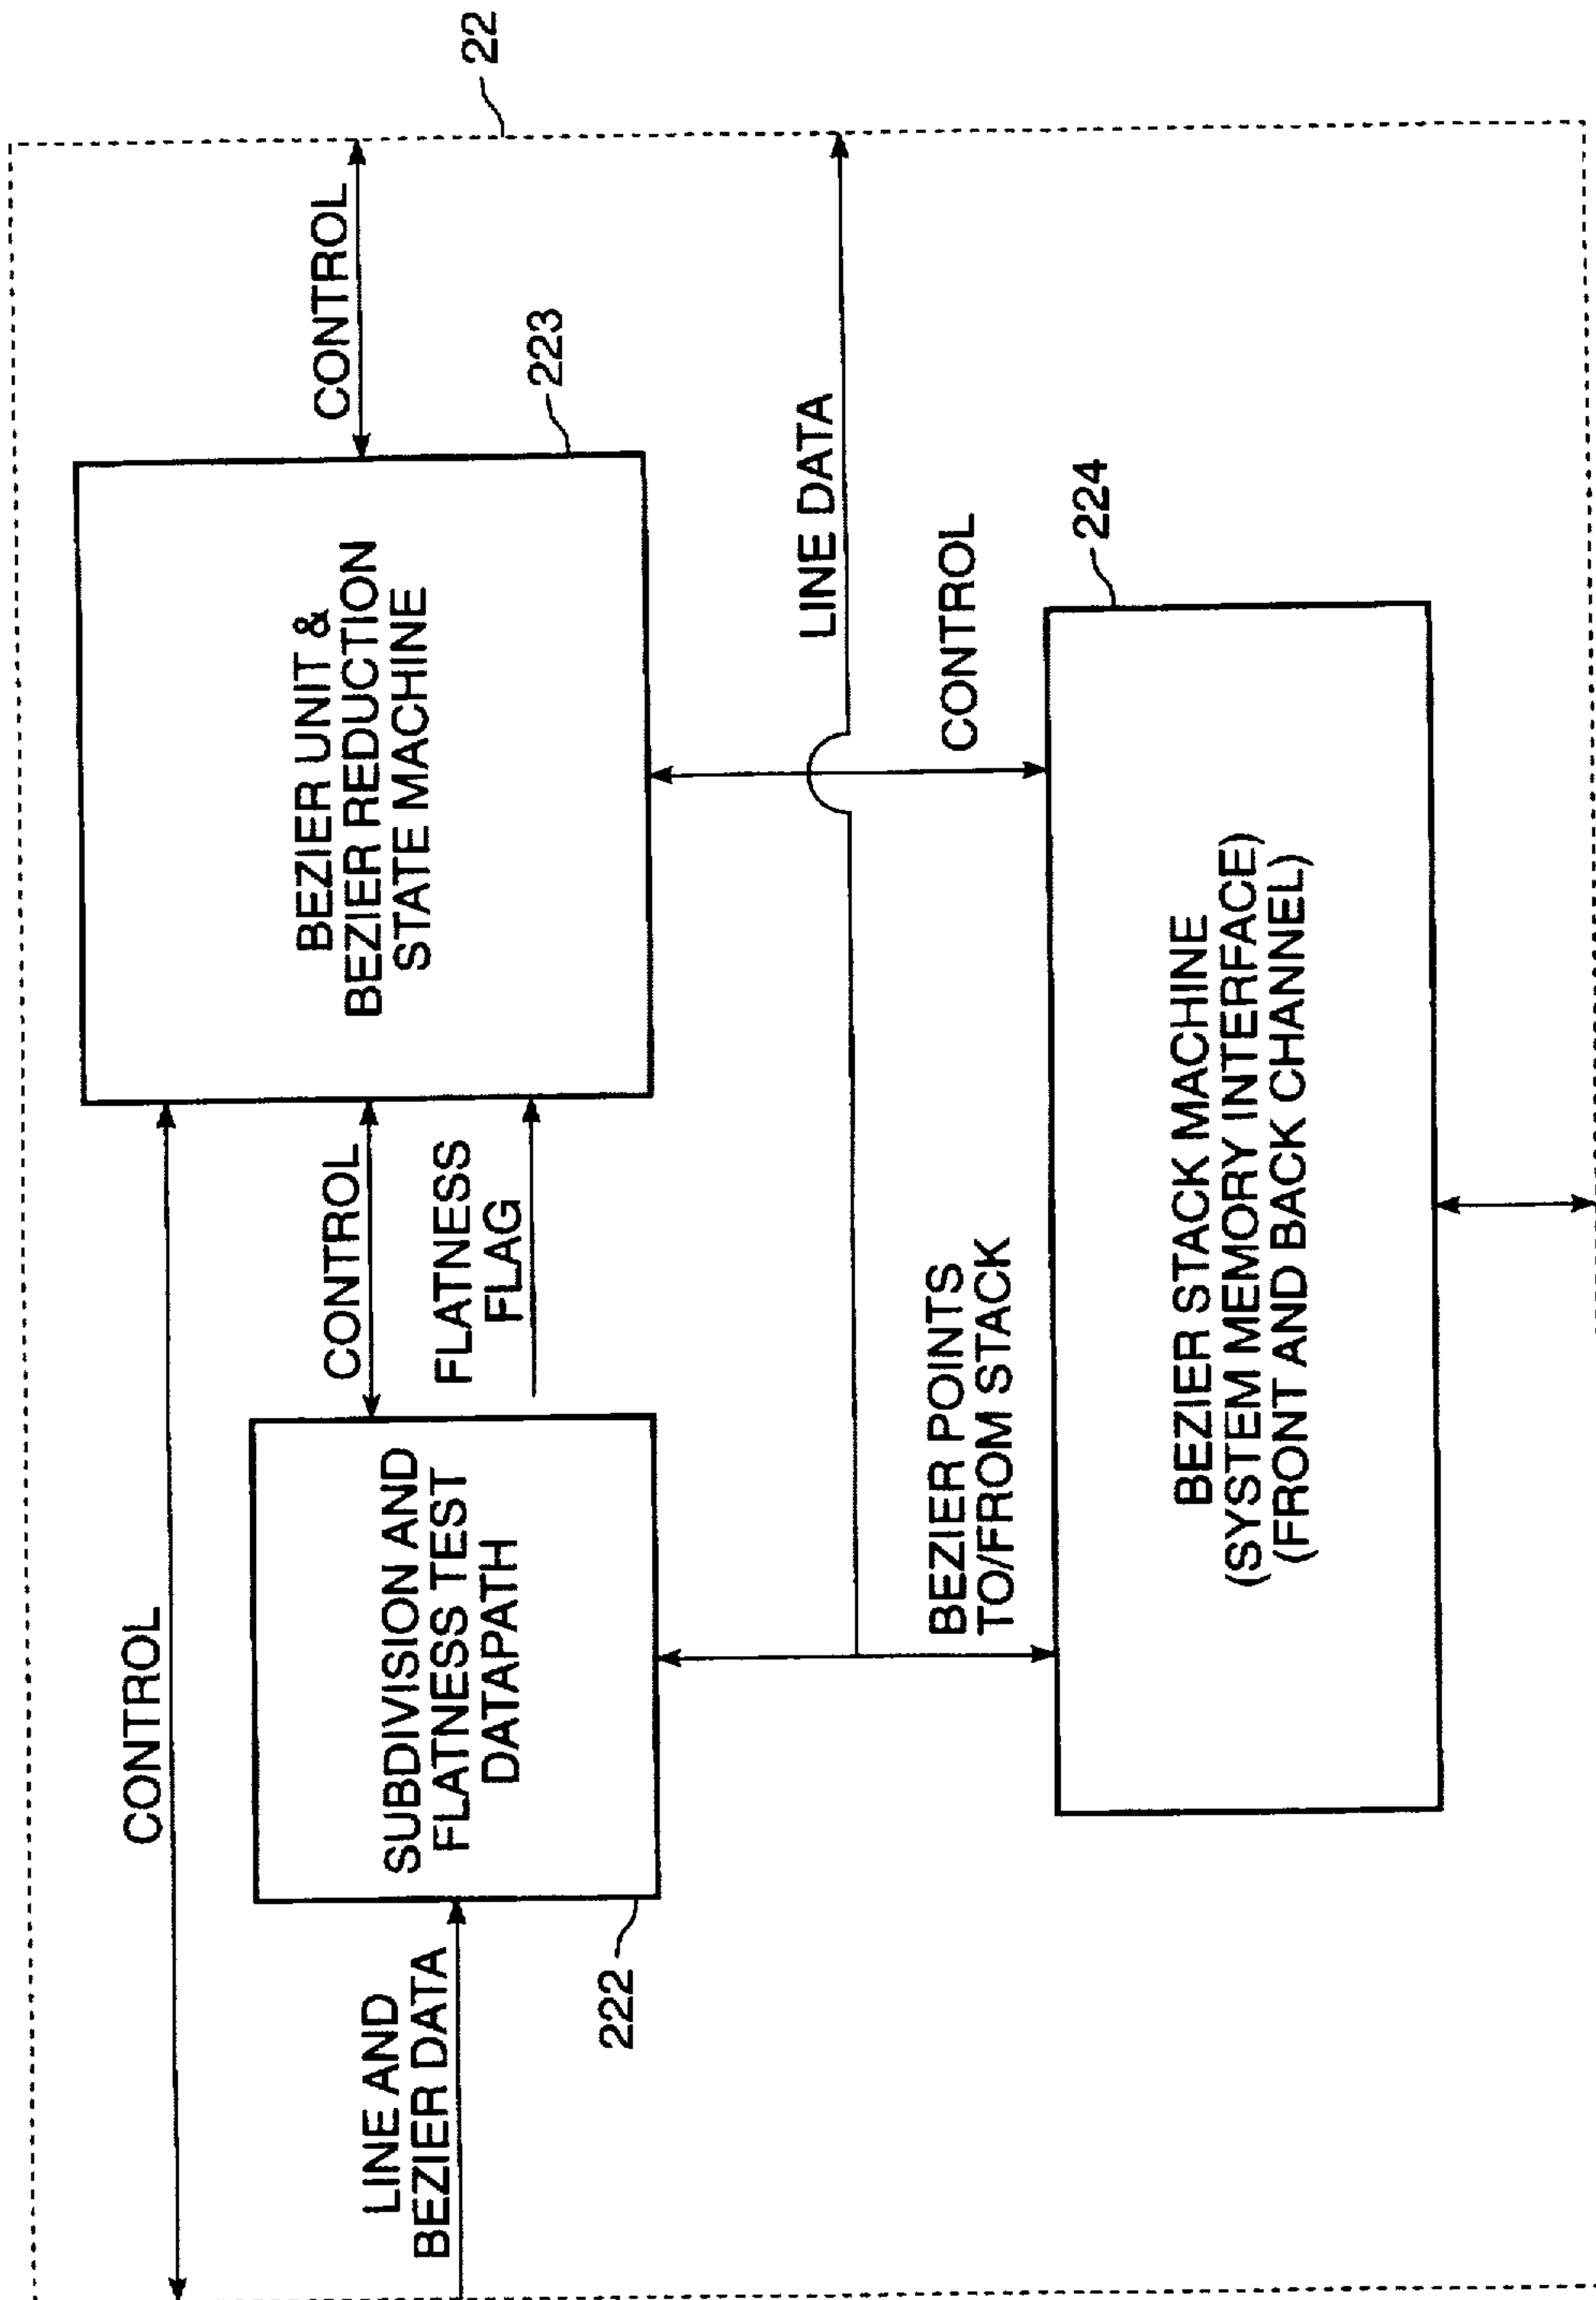 22
CONTROL
LINE AND
BEZIER DATA
SUBDIVISION AND
FLATNESS TEST
DATAPATH
222
CONTROL
FLATNESS
FLAG
BEZIER UNIT &
BEZIER REDUCTION
STATE MACHINE
223
CONTROL
LINE DATA
BEZIER POINTS
TO/FROM STACK
CONTROL
224
BEZIER STACK MACHINE
(SYSTEM MEMORY INTERFACE)
(FRONT AND BACK CHANNEL)